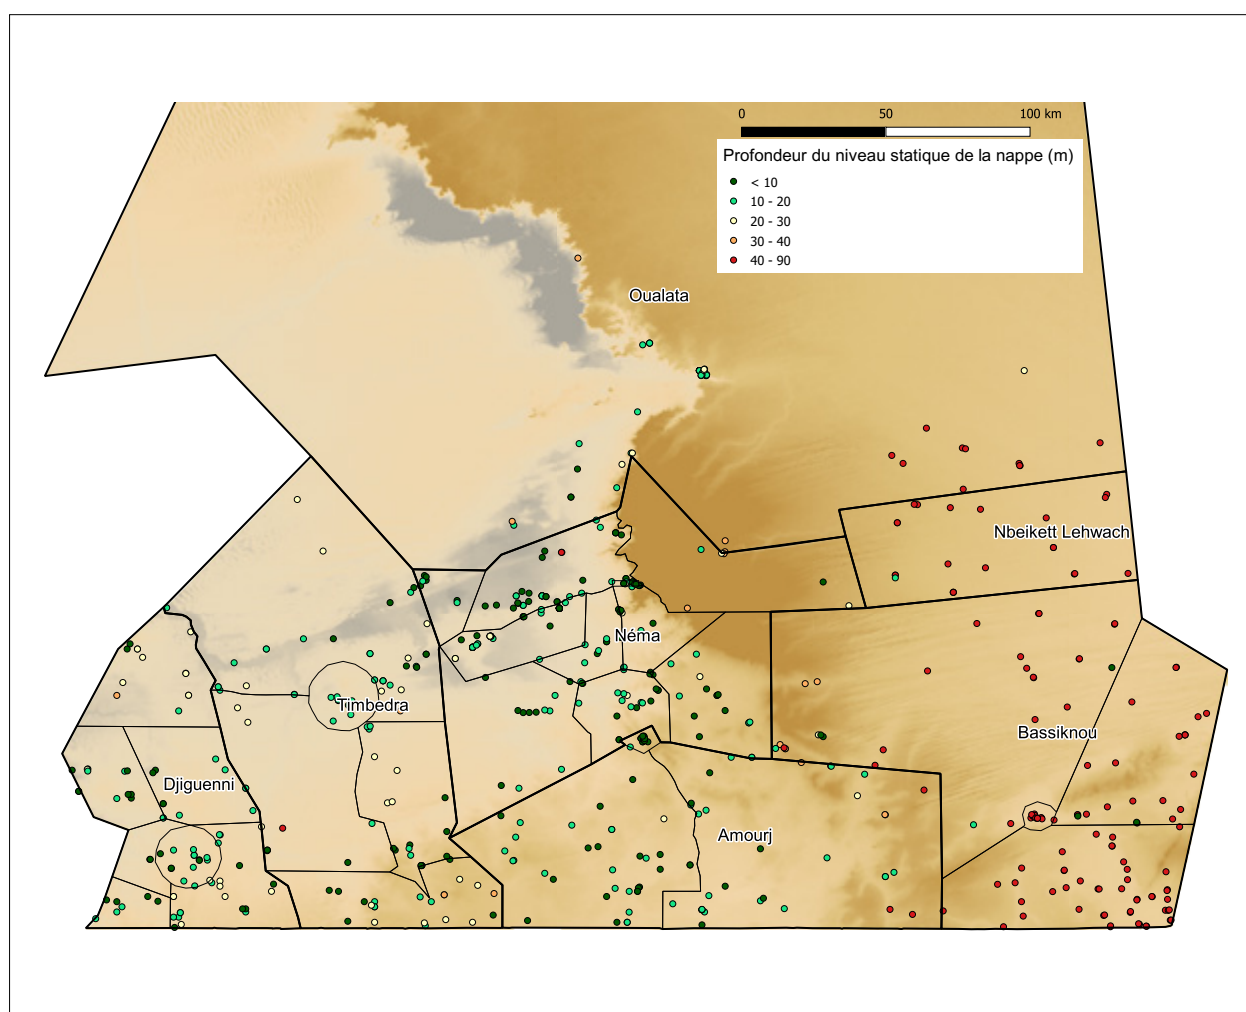 0 50 100 km
Profondeur du niveau statique de la nappe (m)
< 10
10 - 20
20 - 30
30 - 40
40 - 90
Oualata
Nbeikett Lehwach
Néma
Timbedra
Bassiknou
Djiguenni
Amourj